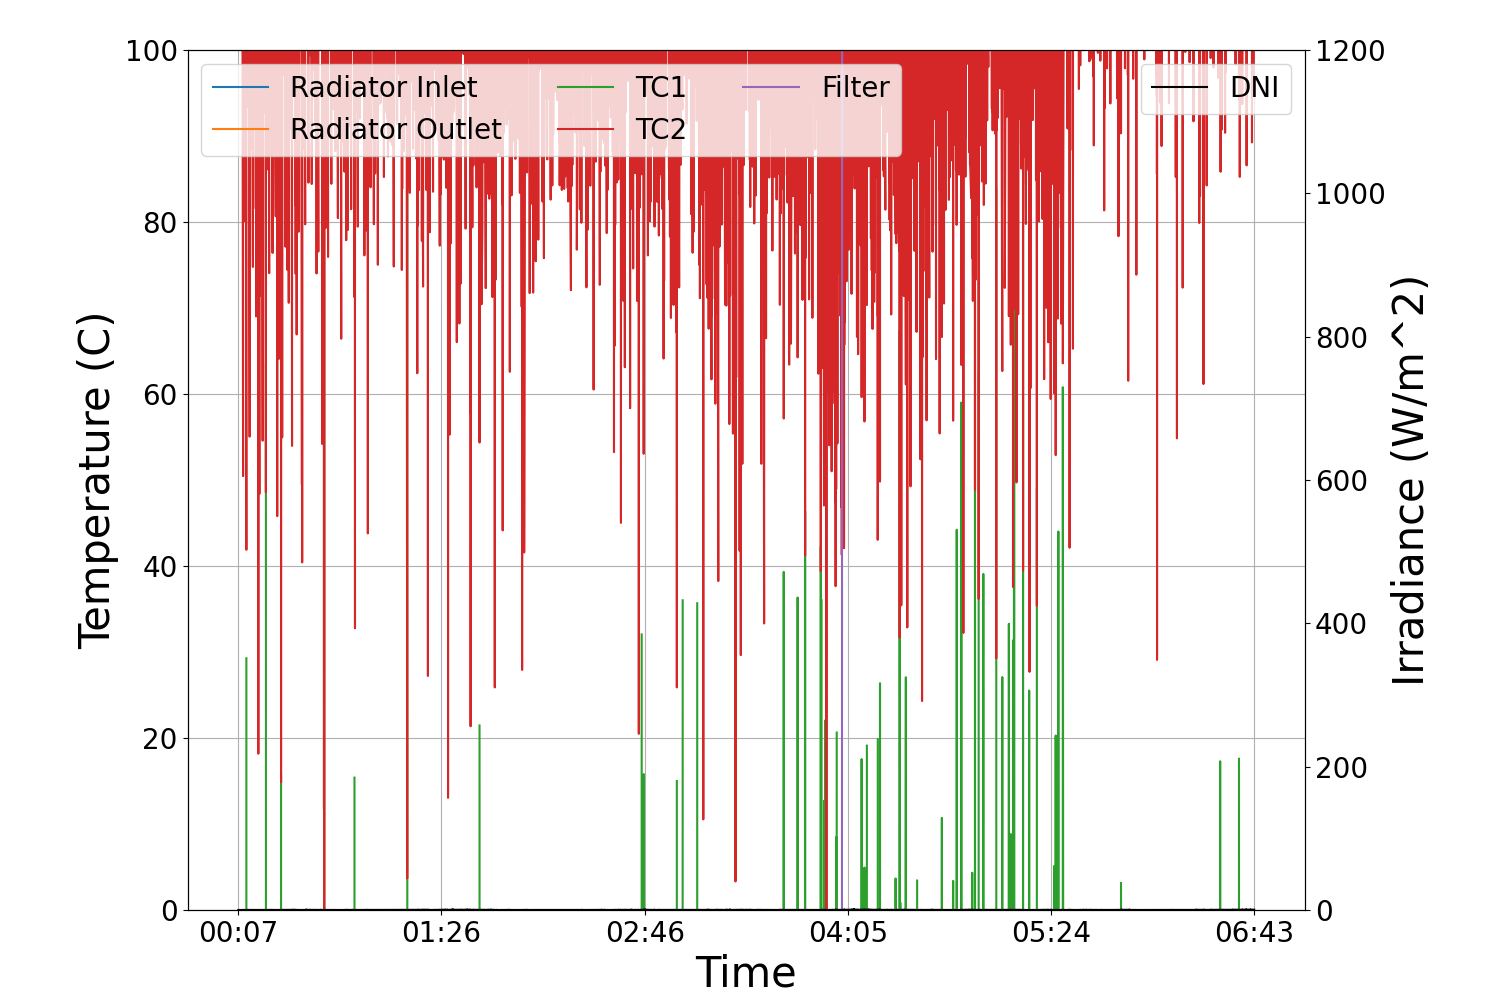 100
80
60
40
20
0
Temperature (C)
Radiator Inlet
Radiator Outlet
TC1
TC2
Filter
DNI
1200
1000
800
600
400
200
0
Irradiance (W/m^2)
00:07
01:26
02:46
04:05
05:24
06:43
Time